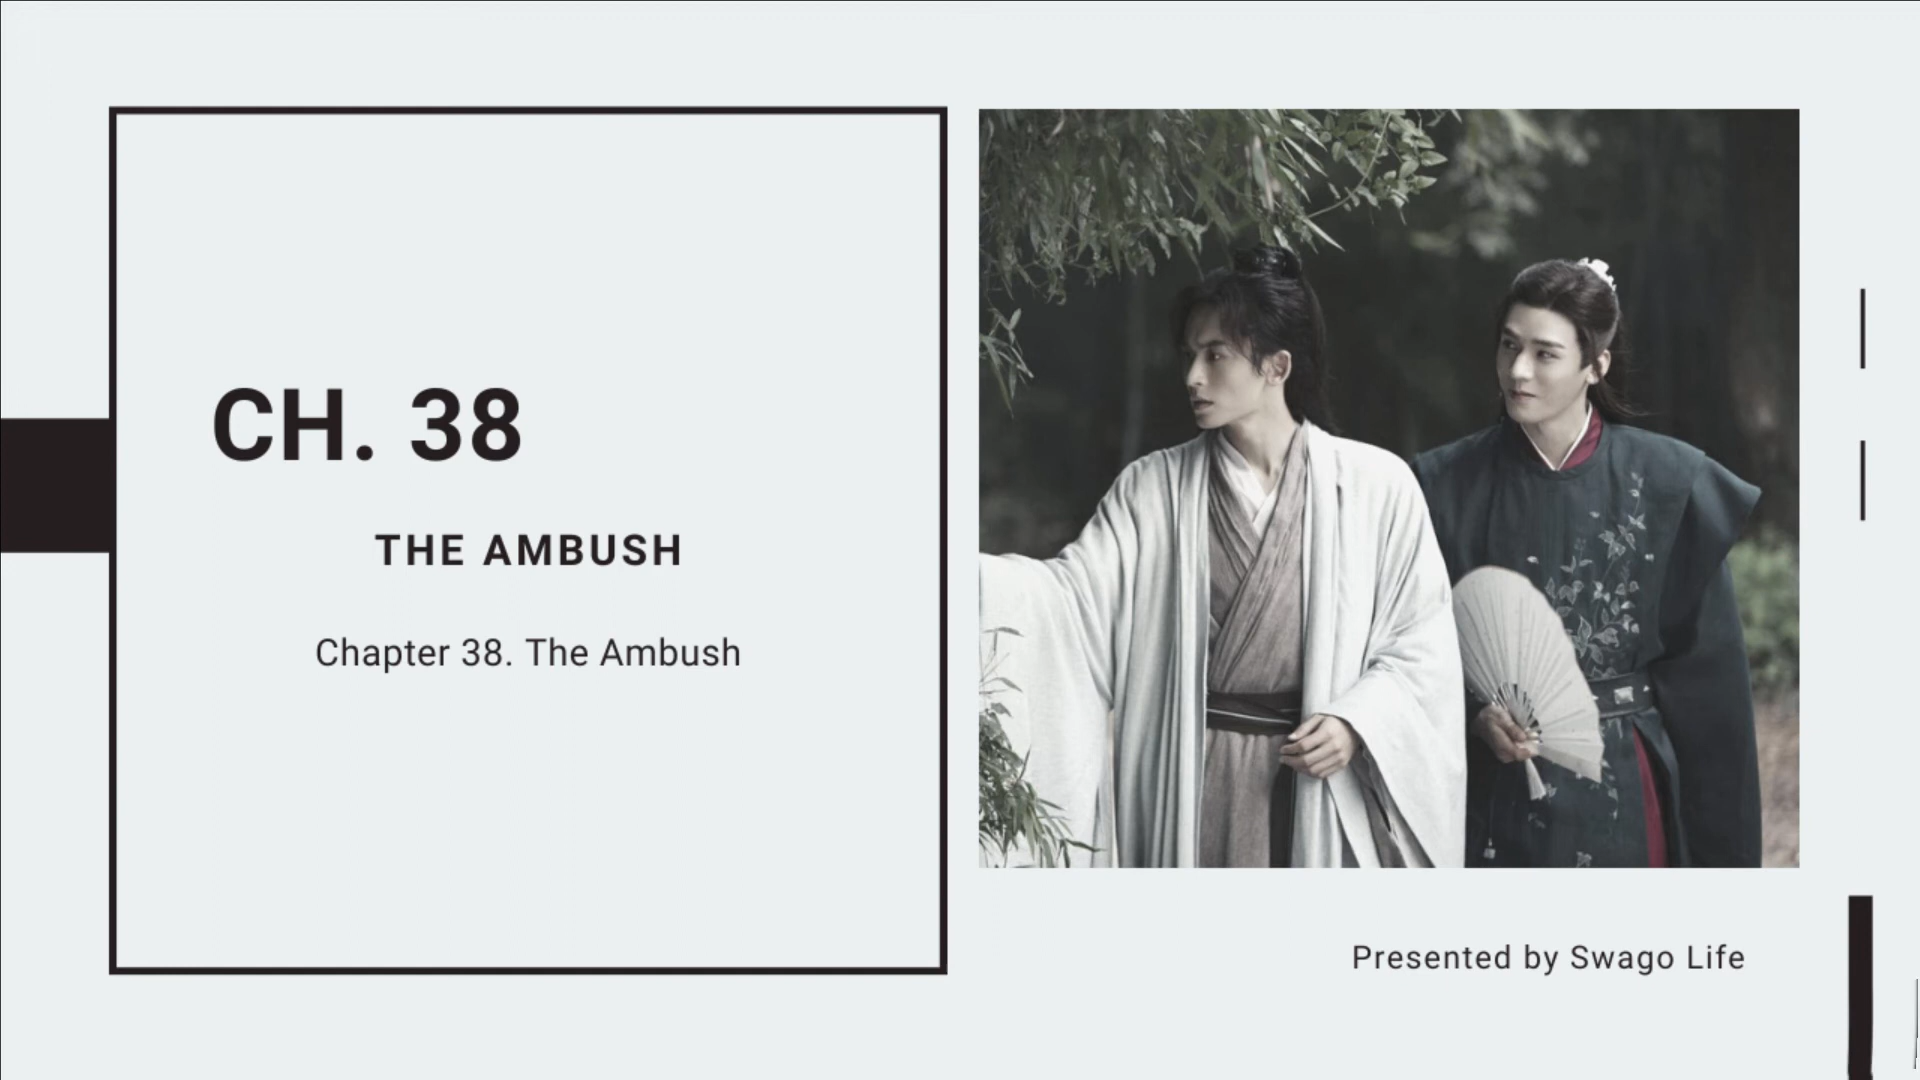 CH. 38
THE AMBUSH
Chapter 38. The Ambush
Presented by Swago Life